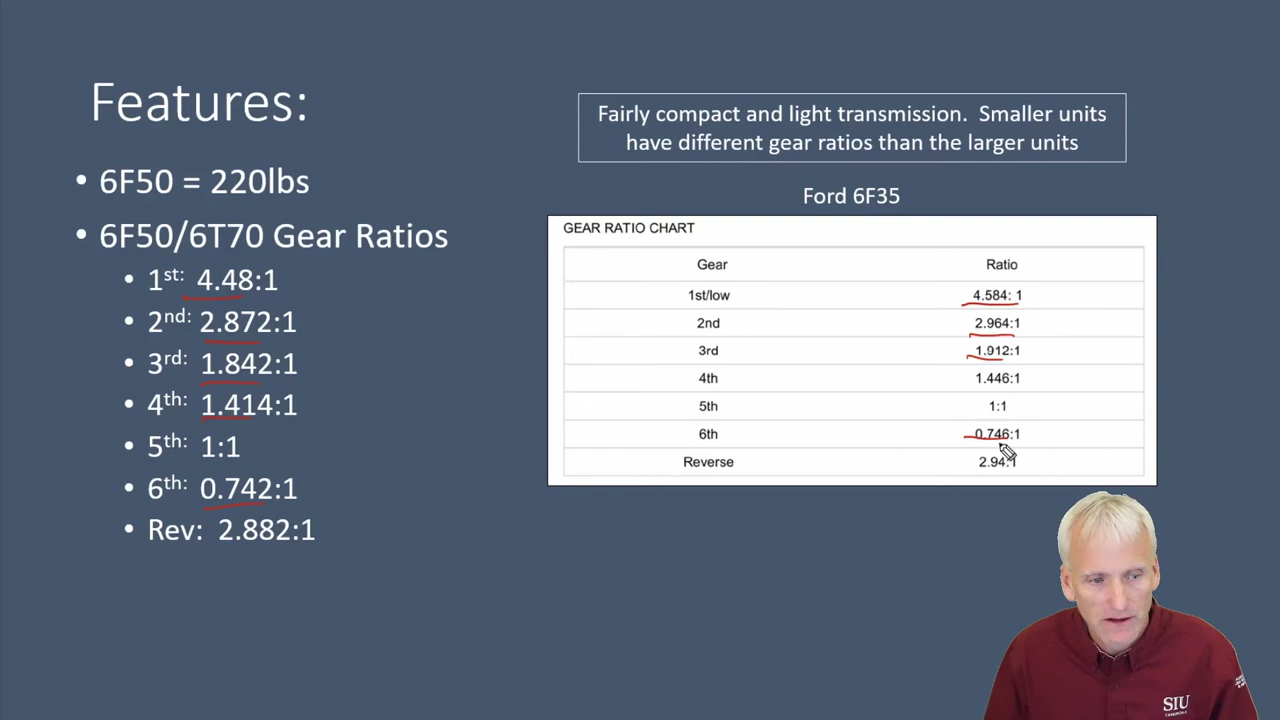 Features:
• 6F50 = 220lbs
• 6F50/6T70 Gear Ratios
• 1st: 4.48:1
• 2nd: 2.872:1
• 3rd: 1.842:1
• 4th: 1.414:1
• 5th: 1:1
• 6th: 0.742:1
• Rev: 2.882:1
Fairly compact and light transmission. Smaller units
have different gear ratios than the larger units
Ford 6F35
GEAR RATIO CHART
Gear Ratio
1st/low 4.584: 1
2nd 2.964:1
3rd 1.912:1
4th 1.446:1
5th 1:1
6th 0.746:1
Reverse 2.94:1
SIU